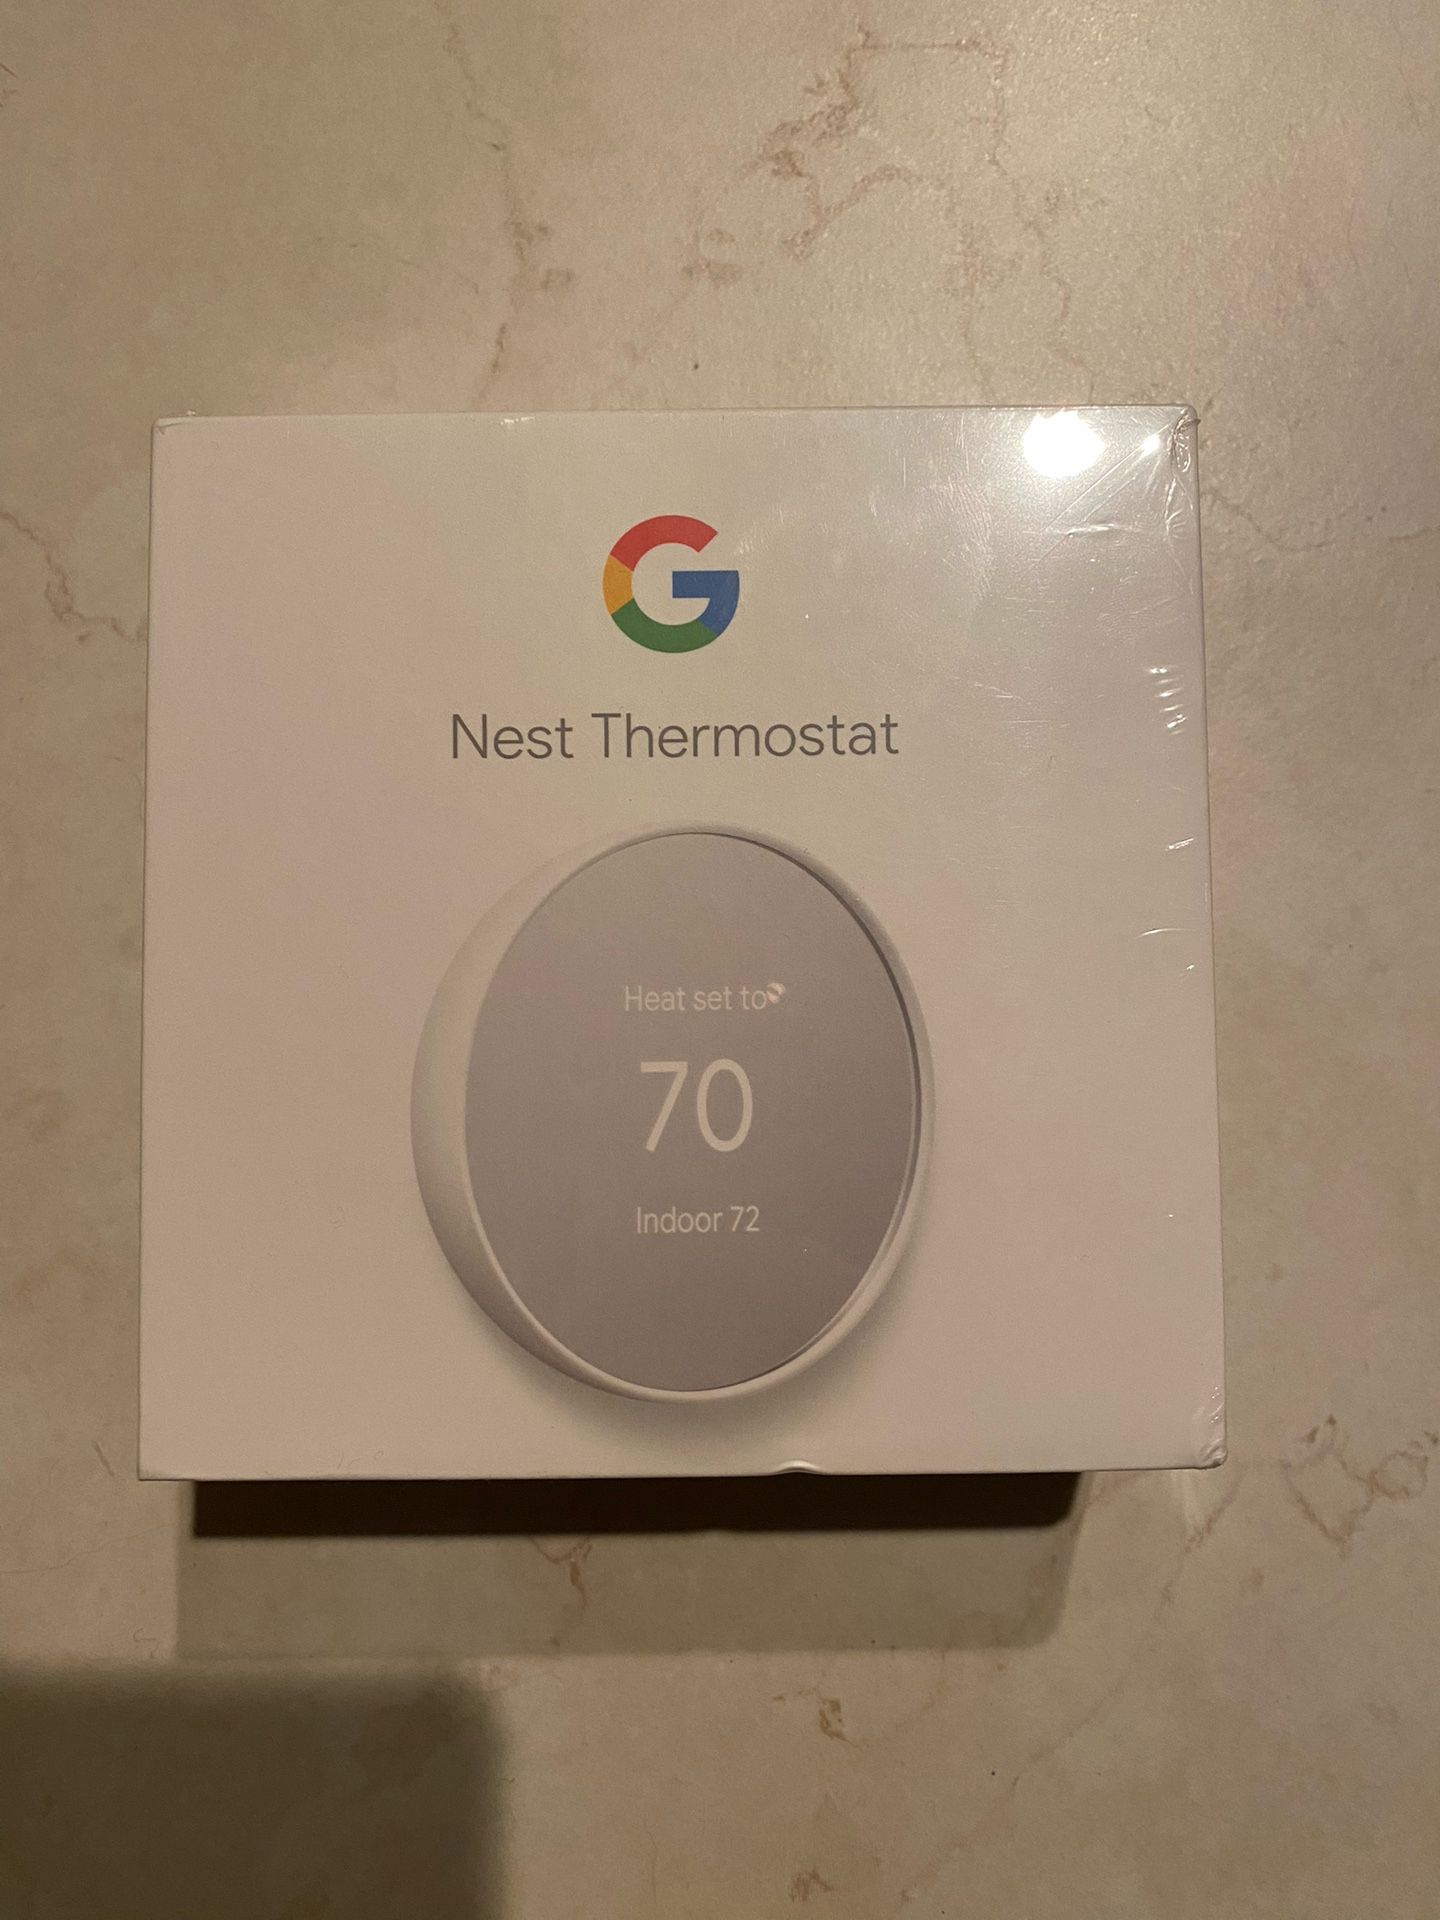 G
Nest Thermostat
Heat set to
70
Indoor 72